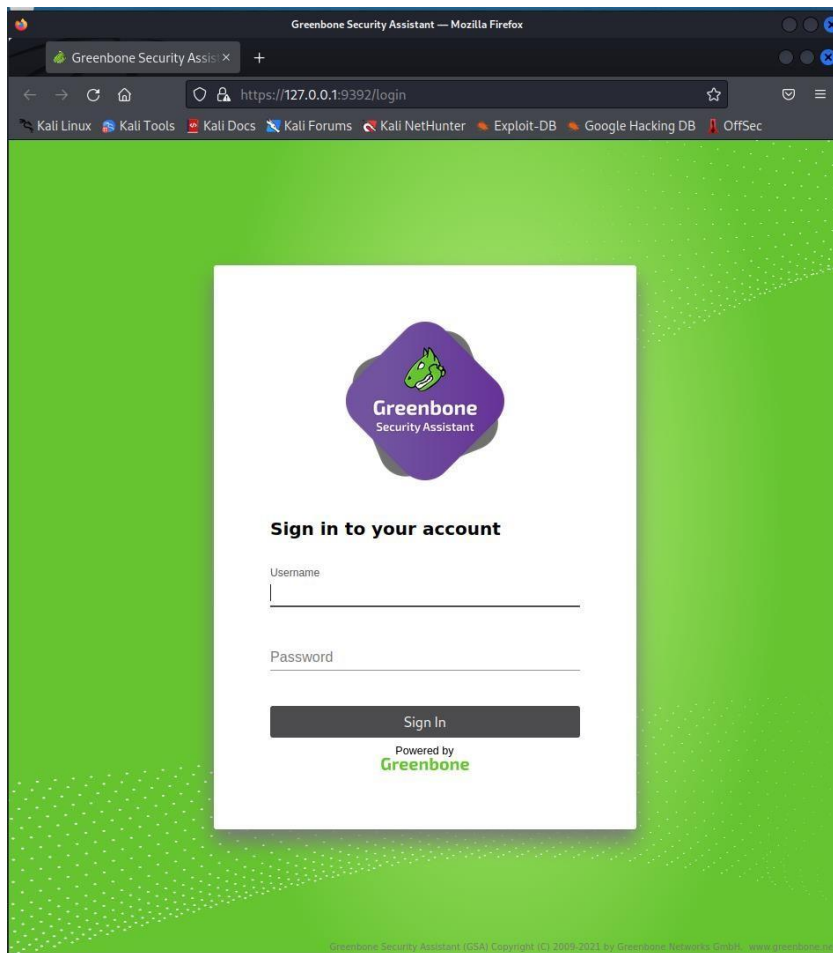 Greenbone Security Assistant — Mozilla Firefox
Greenbone Security Assis
https://127.0.0.1:9392/login
Kali Linux Kali Tools Kali Docs Kali Forums Kali NetHunter Exploit-DB Google Hacking DB OffSec
Greenbone
Security Assistant
Sign in to your account
Username
Password
Sign In
Powered by
Greenbone
Greenbone Security Assistant (GSA) Copyright (C) 2009-2021 by Greenbone Networks GmbH, www.greenbone.ne